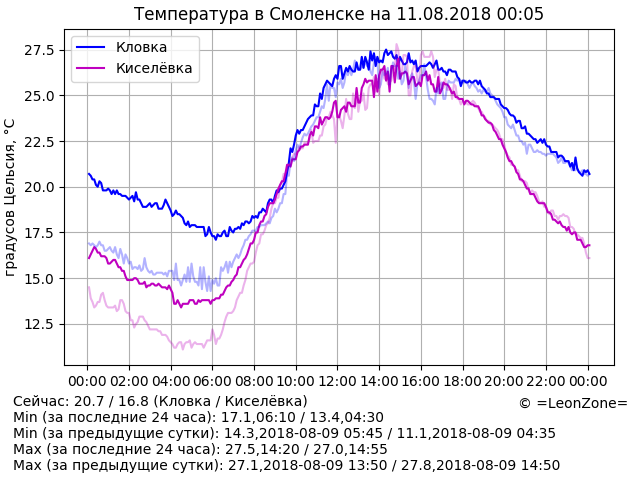 Температура в Смоленске на 11.08.2018 00:05
Кловка
Киселёвка
градусов Цельсия, °C
27.5
25.0
22.5
20.0
17.5
15.0
12.5
00:00 02:00 04:00 06:00 08:00 10:00 12:00 14:00 16:00 18:00 20:00 22:00 00:00
Сейчас: 20.7 / 16.8 (Кловка / Киселёвка)
© =LeonZone=
Min (за последние 24 часа): 17.1,06:10 / 13.4,04:30
Min (за предыдущие сутки): 14.3,2018-08-09 05:45 / 11.1,2018-08-09 04:35
Max (за последние 24 часа): 27.5,14:20 / 27.0,14:55
Max (за предыдущие сутки): 27.1,2018-08-09 13:50 / 27.8,2018-08-09 14:50